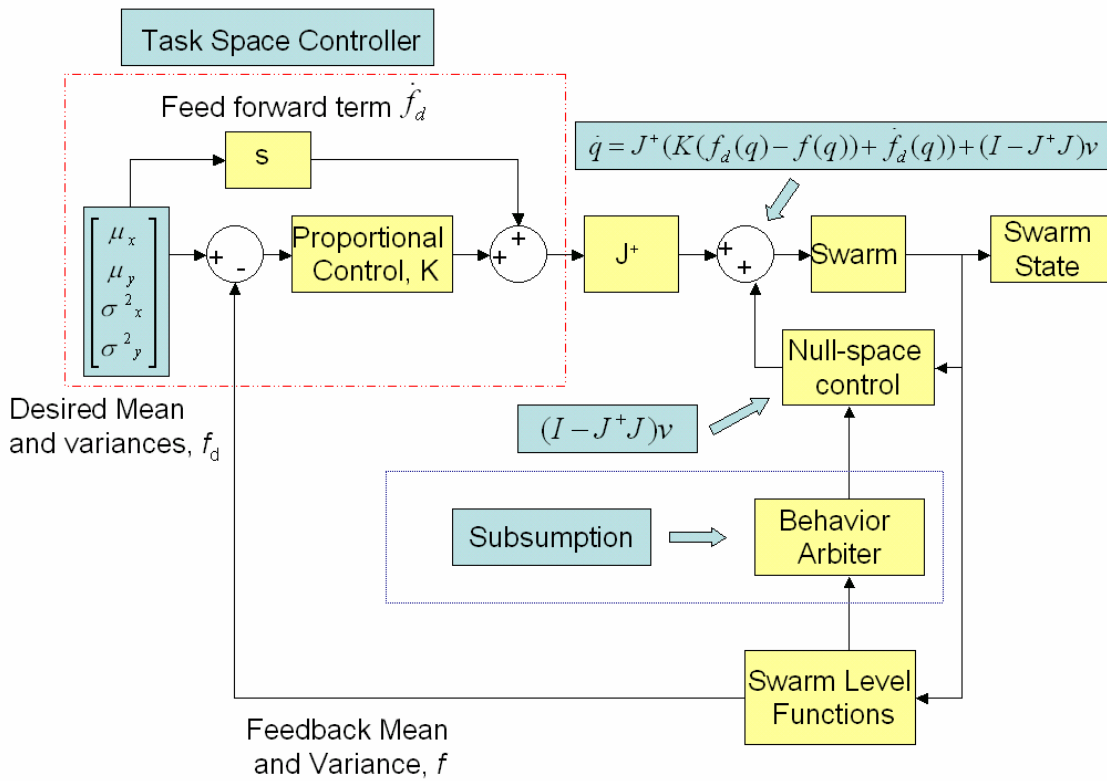 Task Space Controller
Feed forward term ḟ_d
q̇ = J⁺(K(f_d(q) − f(q)) + ḟ_d(q)) + (I − J⁺J)v
s
μ_x
μ_y
σ²_x
σ²_y
+
-
Proportional
Control, K
+
+
J⁺
+
+
Swarm
Swarm
State
Null-space
control
Desired Mean
and variances, f_d
(I − J⁺J)v
Subsumption
Behavior
Arbiter
Swarm Level
Functions
Feedback Mean
and Variance, f